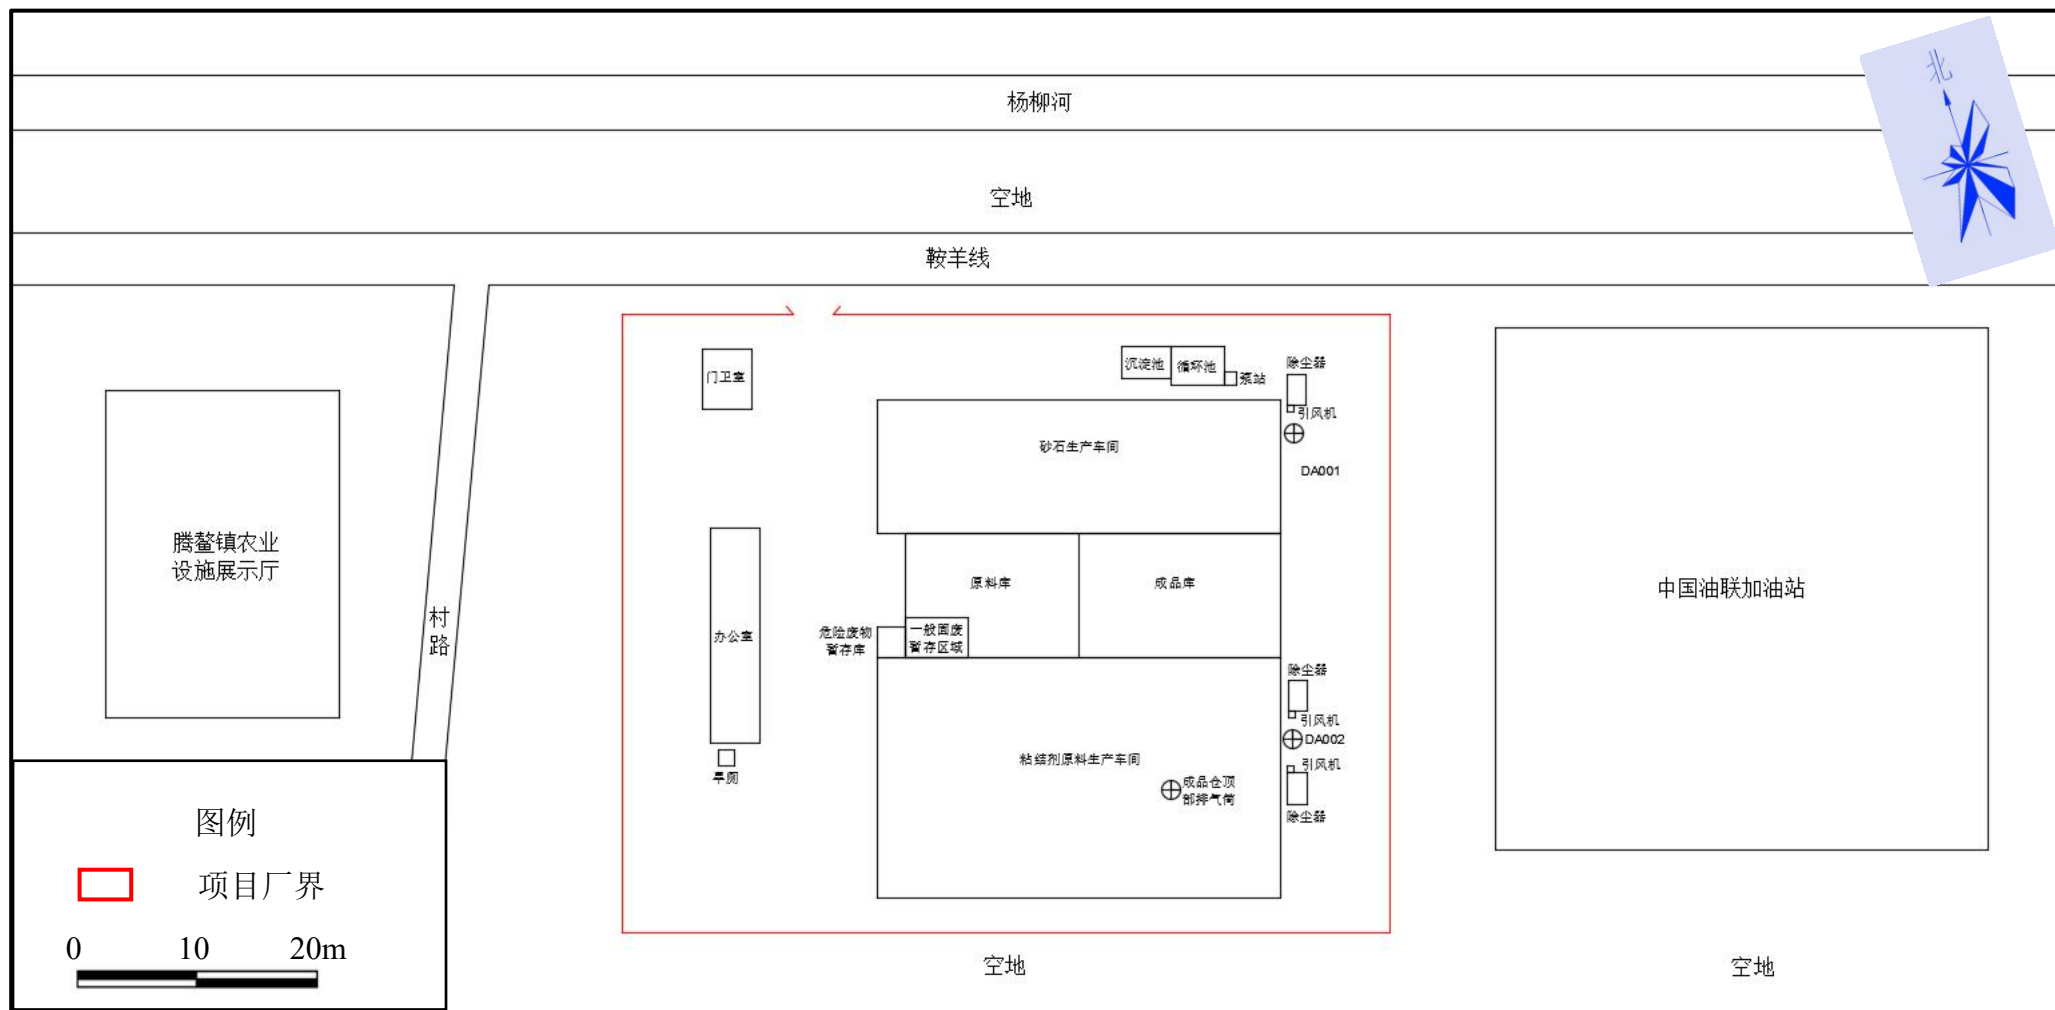 北
杨柳河
空地
鞍羊线
门卫室
沉淀池
循环池
泵站
除尘器
引风机
DA001
砂石生产车间
腾鳌镇农业
设施展示厅
村
路
办公室
旱厕
原料库
成品库
危险废物
暂存库
一般固废
暂存区域
粘结剂原料生产车间
成品仓顶
部排气筒
除尘器
引风机
DA002
引风机
除尘器
中国油联加油站
空地
空地
图例
项目厂界
0 10 20m